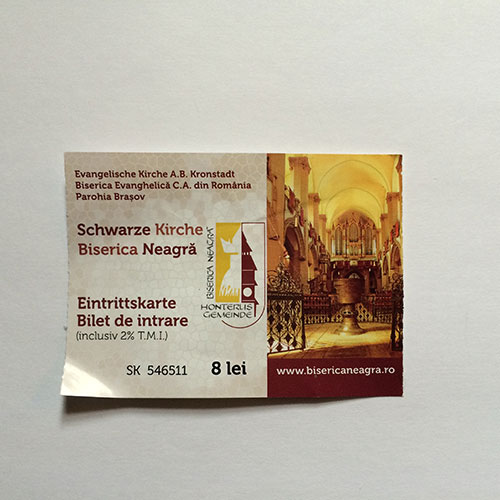 Evangelische Kirche A.B. Kronstadt
Biserica Evanghelică C.A. din România
Parohia Brașov
Schwarze Kirche
Biserica Neagră
BISERICA NEAGRĂ
HONTERUS
GEMEINDE
Eintrittskarte
Bilet de intrare
(inclusiv 2% T.M.I.)
SK 546511
8 lei
www.bisericaneagra.ro